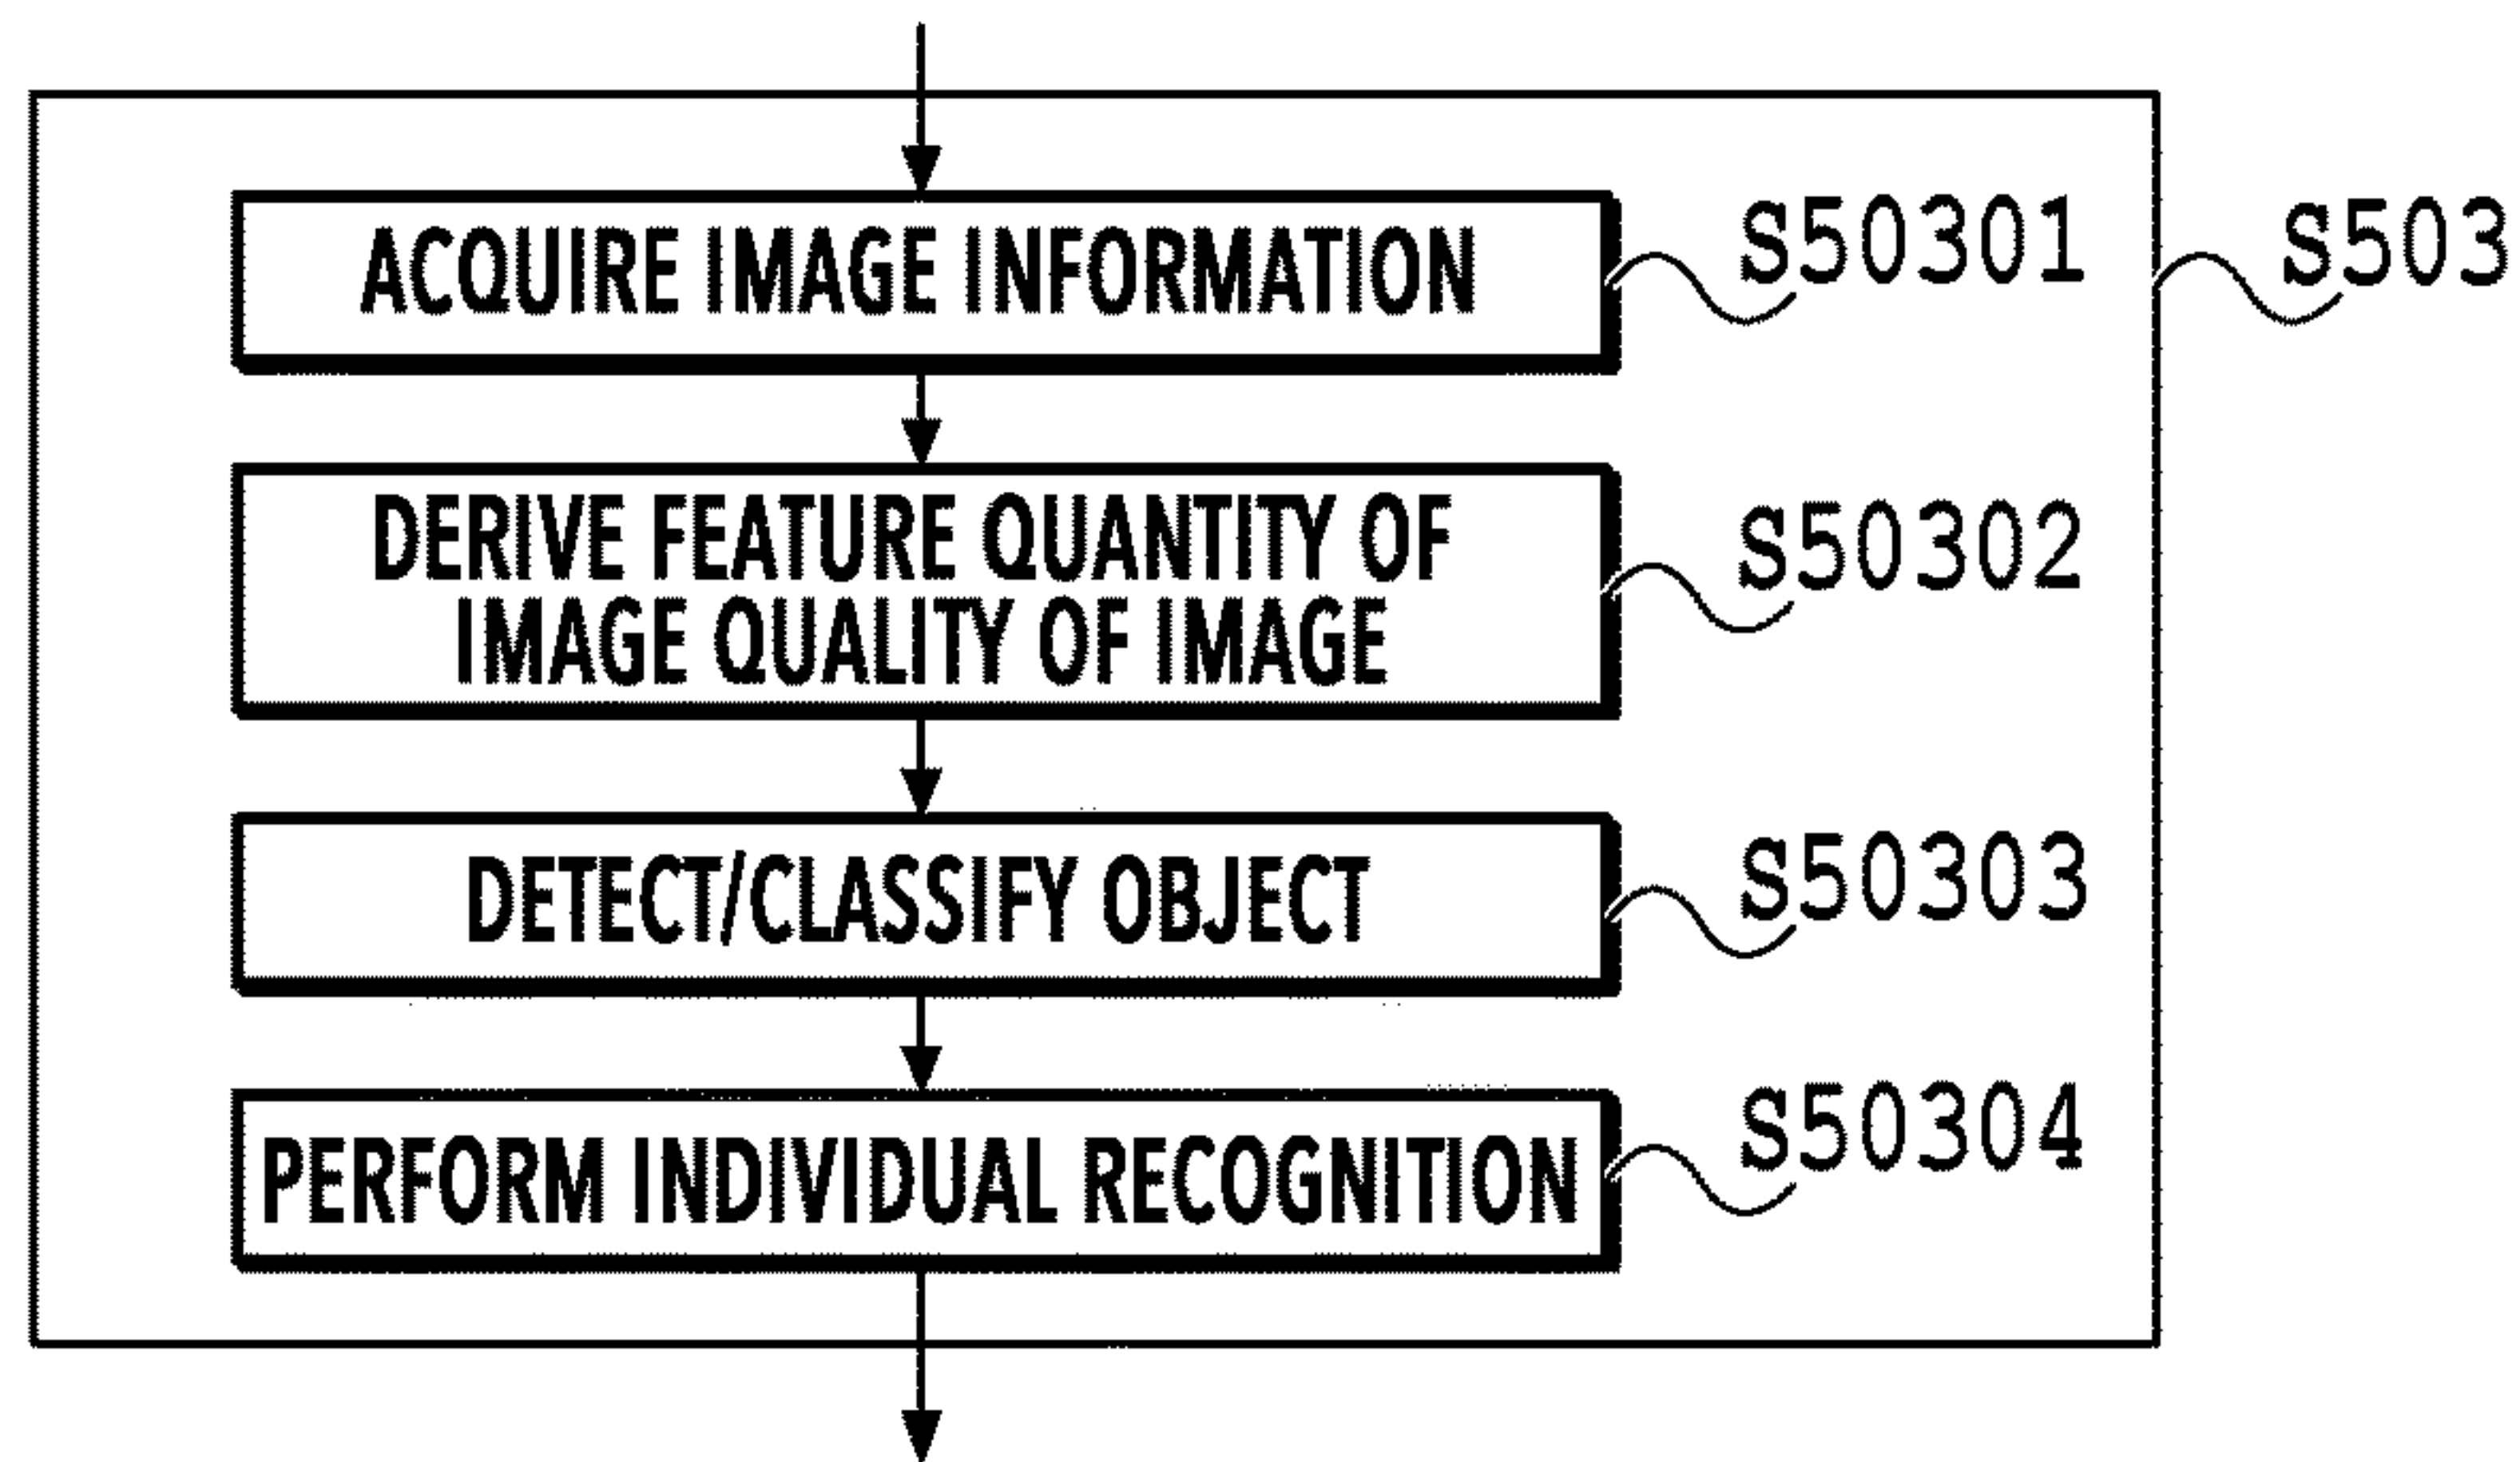 ACQUIRE IMAGE INFORMATION
S50301
S503
DERIVE FEATURE QUANTITY OF
IMAGE QUALITY OF IMAGE
S50302
DETECT/CLASSIFY OBJECT
S50303
PERFORM INDIVIDUAL RECOGNITION
S50304